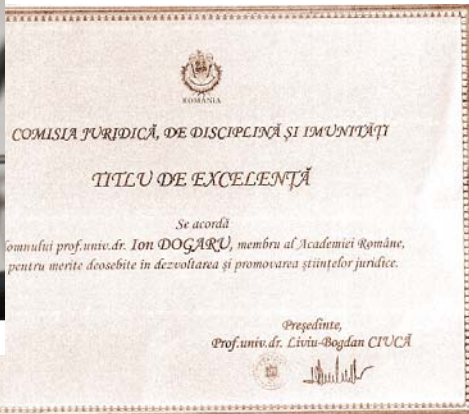 ROMÂNIA
COMISIA JURIDICĂ, DE DISCIPLINĂ ȘI IMUNITĂȚI
TITLU DE EXCELENȚĂ
Se acordă
omnului prof.univ.dr. Ion DOGARU, membru al Academiei Române,
pentru merite deosebite în dezvoltarea și promovarea științelor juridice.
Președinte,
Prof.univ.dr. Liviu-Bogdan CIUCĂ